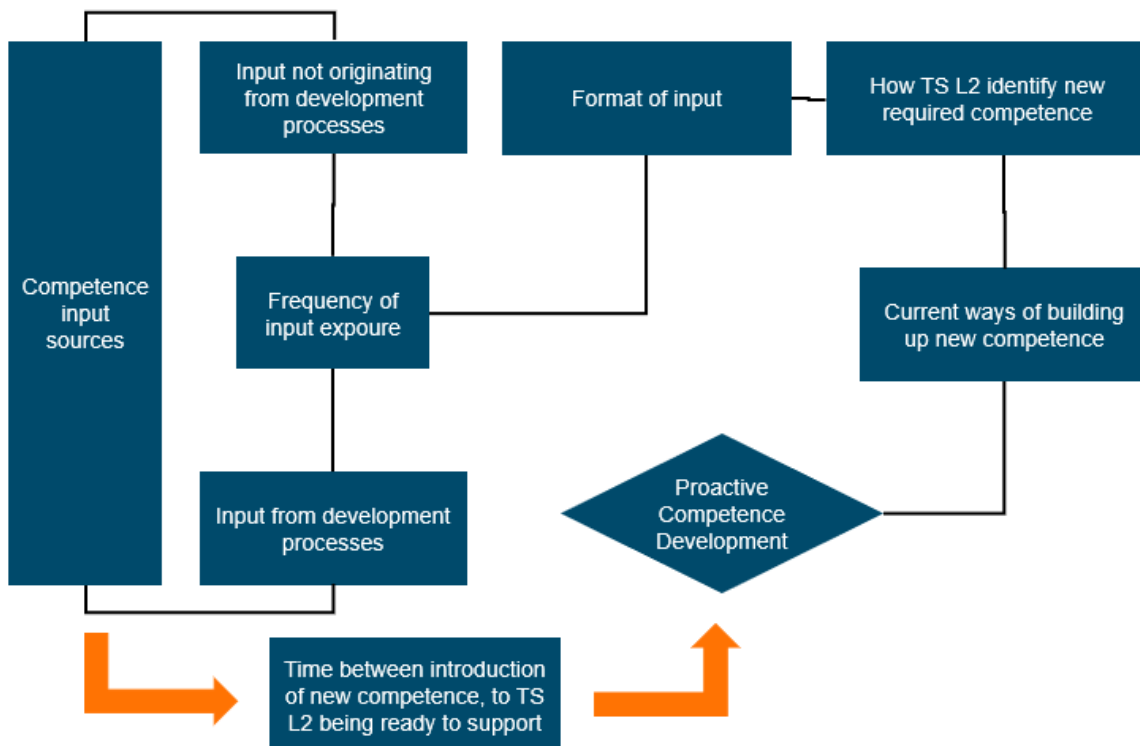 Competence
input
sources
Input not originating
from development
processes
Frequency of
input expoure
Input from development
processes
Format of input
How TS L2 identify new
required competence
Current ways of building
up new competence
Proactive
Competence
Development
Time between introduction
of new competence, to TS
L2 being ready to support